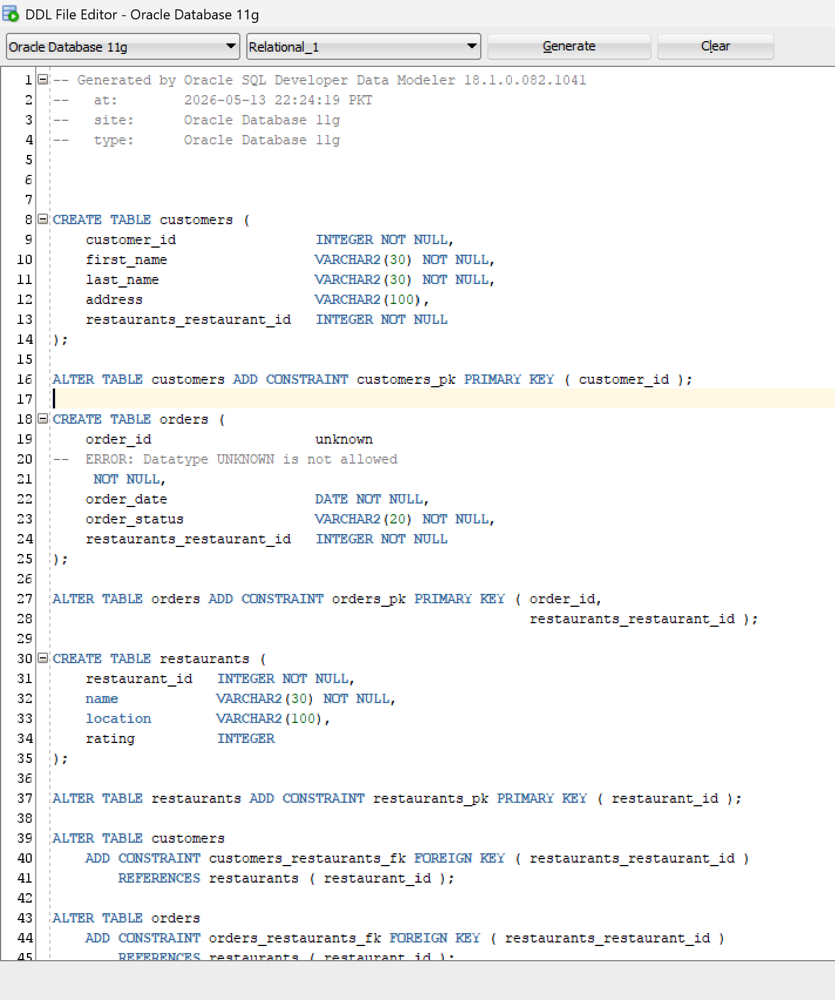 DDL File Editor - Oracle Database 11g
Oracle Database 11g Relational_1 Generate Clear
1 -- Generated by Oracle SQL Developer Data Modeler 18.1.0.082.1041
2 --   at:        2026-05-13 22:24:19 PKT
3 --   site:      Oracle Database 11g
4 --   type:      Oracle Database 11g
5
6
7
8 CREATE TABLE customers (
9     customer_id                 INTEGER NOT NULL,
10     first_name                  VARCHAR2(30) NOT NULL,
11     last_name                   VARCHAR2(30) NOT NULL,
12     address                     VARCHAR2(100),
13     restaurants_restaurant_id   INTEGER NOT NULL
14 );
15
16 ALTER TABLE customers ADD CONSTRAINT customers_pk PRIMARY KEY ( customer_id );
17
18 CREATE TABLE orders (
19     order_id                    unknown
20 --  ERROR: Datatype UNKNOWN is not allowed
21      NOT NULL,
22     order_date                  DATE NOT NULL,
23     order_status                VARCHAR2(20) NOT NULL,
24     restaurants_restaurant_id   INTEGER NOT NULL
25 );
26
27 ALTER TABLE orders ADD CONSTRAINT orders_pk PRIMARY KEY ( order_id,
28                                                           restaurants_restaurant_id );
29
30 CREATE TABLE restaurants (
31     restaurant_id   INTEGER NOT NULL,
32     name            VARCHAR2(30) NOT NULL,
33     location        VARCHAR2(100),
34     rating          INTEGER
35 );
36
37 ALTER TABLE restaurants ADD CONSTRAINT restaurants_pk PRIMARY KEY ( restaurant_id );
38
39 ALTER TABLE customers
40     ADD CONSTRAINT customers_restaurants_fk FOREIGN KEY ( restaurants_restaurant_id )
41         REFERENCES restaurants ( restaurant_id );
42
43 ALTER TABLE orders
44     ADD CONSTRAINT orders_restaurants_fk FOREIGN KEY ( restaurants_restaurant_id )
45         REFERENCES restaurants ( restaurant_id );